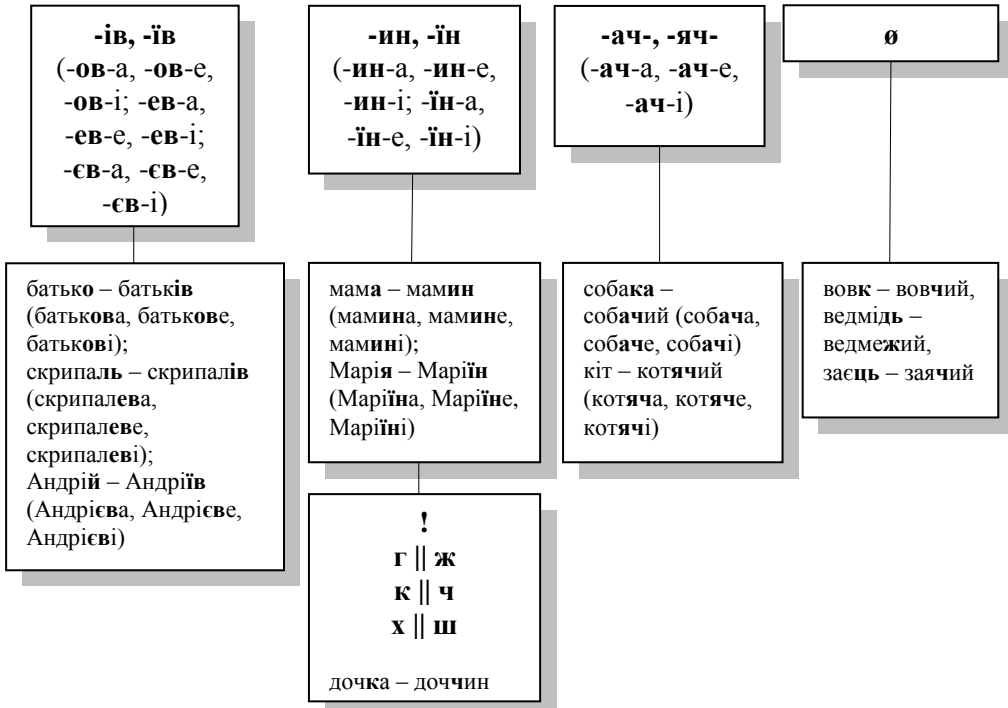 -ів, -їв
(-ов-а, -ов-е,
-ов-і; -ев-а,
-ев-е, -ев-і;
-єв-а, -єв-е,
-єв-і)
батько – батьків
(батькова, батькове,
батькові);
скрипаль – скрипалів
(скрипалева,
скрипалеве,
скрипалеві);
Андрій – Андріїв
(Андрієва, Андрієве,
Андрієві)
-ин, -їн
(-ин-а, -ин-е,
-ин-і; -їн-а,
-їн-е, -їн-і)
мама – мамин
(мамина, мамине,
мамині);
Марія – Маріїн
(Маріїна, Маріїне,
Маріїні)
!
г || ж
к || ч
х || ш
дочка – доччин
-ач-, -яч-
(-ач-а, -ач-е,
-ач-і)
собака –
собачий (собача,
собаче, собачі)
кіт – котячий
(котяча, котяче,
котячі)
ø
вовк – вовчий,
ведмідь –
ведмежий,
заєць – заячий